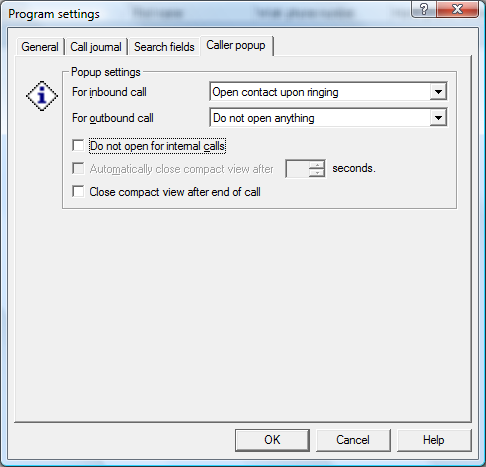 Program settings
General Call journal Search fields Caller popup
Popup settings
For inbound call Open contact upon ringing
For outbound call Do not open anything
Do not open for internal calls
Automatically close compact view after seconds.
Close compact view after end of call
OK Cancel Help